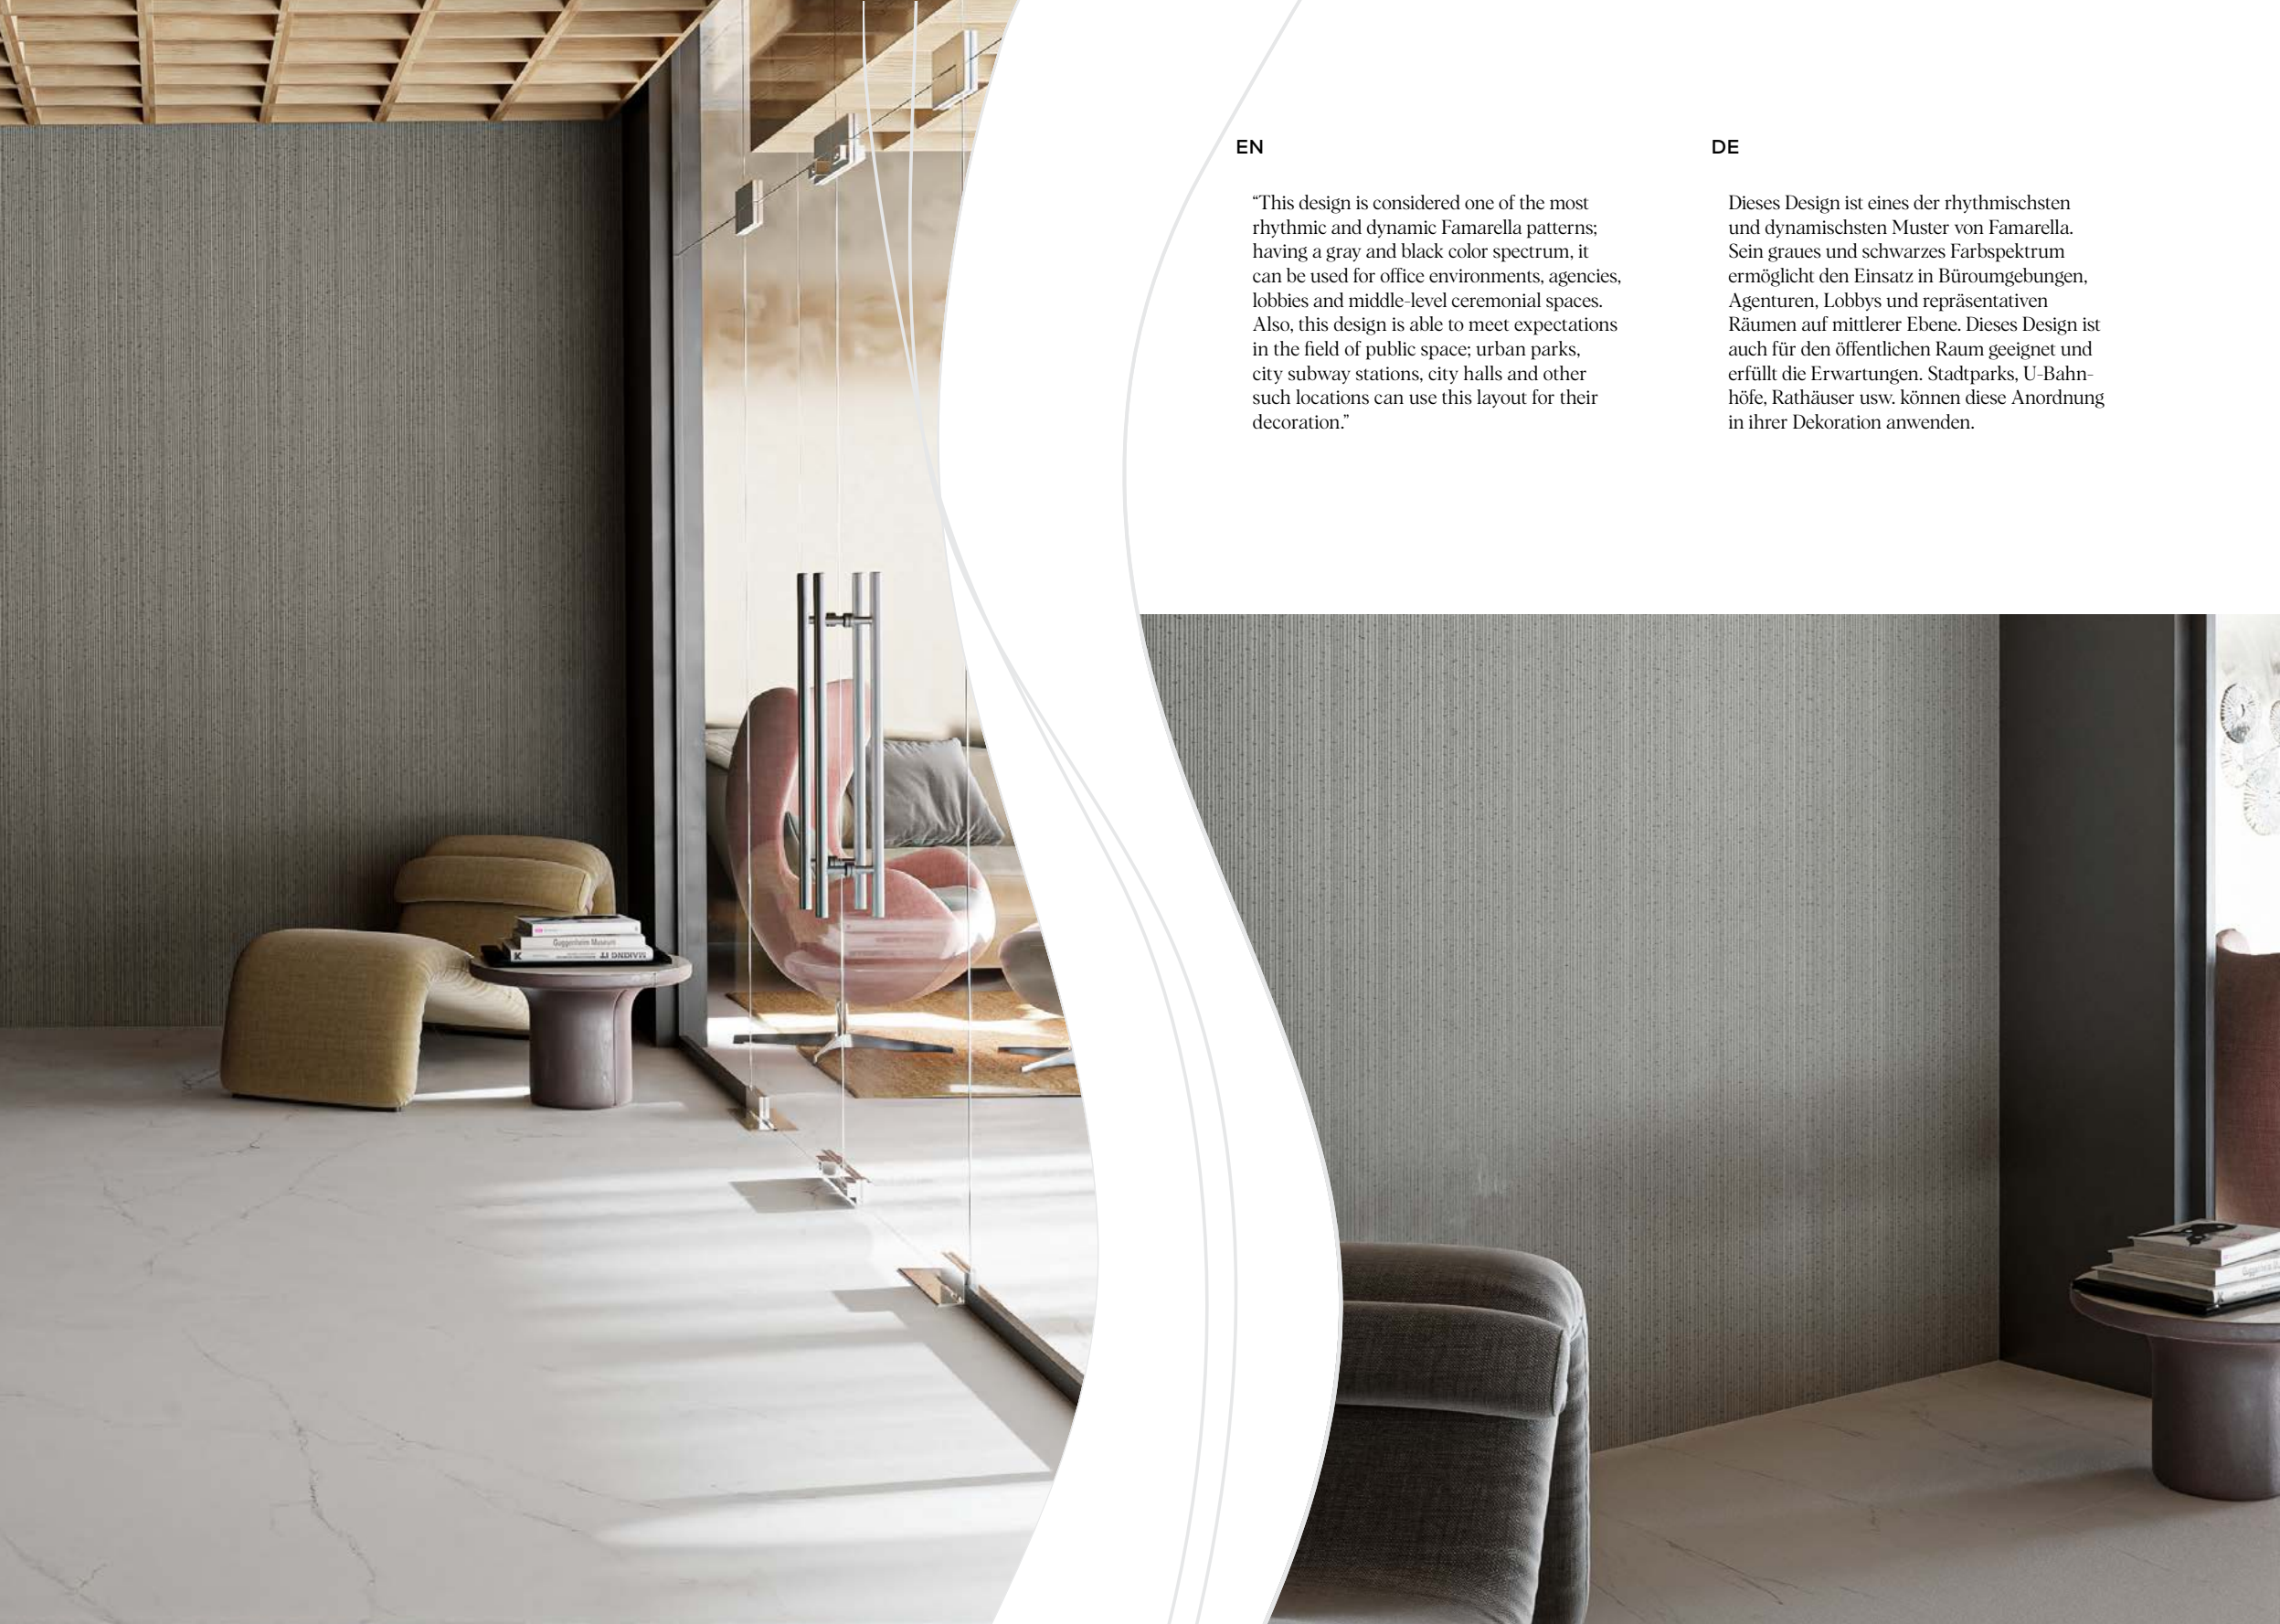 EN
“This design is considered one of the most
rhythmic and dynamic Famarella patterns;
having a gray and black color spectrum, it
can be used for office environments, agencies,
lobbies and middle-level ceremonial spaces.
Also, this design is able to meet expectations
in the field of public space; urban parks,
city subway stations, city halls and other
such locations can use this layout for their
decoration.”
DE
Dieses Design ist eines der rhythmischsten
und dynamischsten Muster von Famarella.
Sein graues und schwarzes Farbspektrum
ermöglicht den Einsatz in Büroumgebungen,
Agenturen, Lobbys und repräsentativen
Räumen auf mittlerer Ebene. Dieses Design ist
auch für den öffentlichen Raum geeignet und
erfüllt die Erwartungen. Stadtparks, U-Bahn-
höfe, Rathäuser usw. können diese Anordnung
in ihrer Dekoration anwenden.
Guggenheim Museum
K
MAKING IT